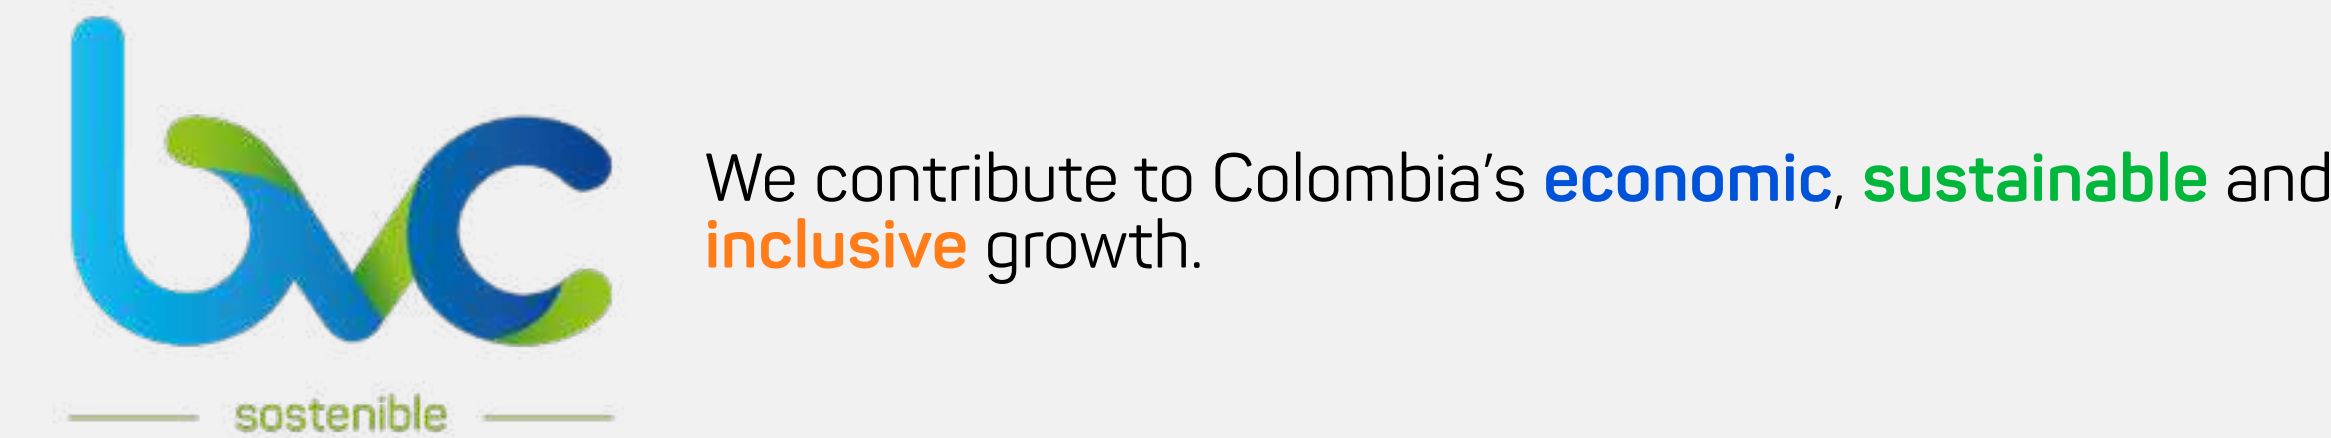 bvc
sostenible
We contribute to Colombia’s economic, sustainable and
inclusive growth.